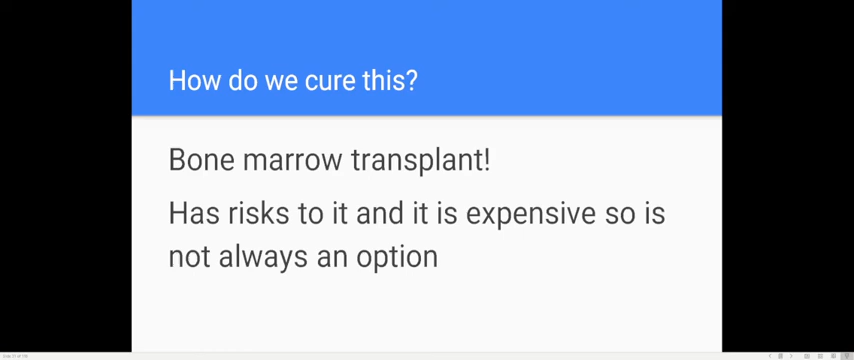 How do we cure this?
Bone marrow transplant!
Has risks to it and it is expensive so is
not always an option